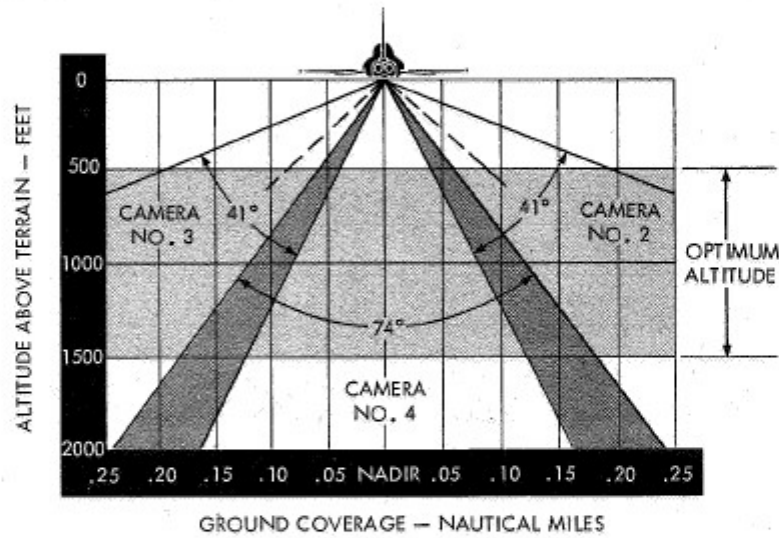 ALTITUDE ABOVE TERRAIN — FEET
0
500
1000
1500
2000
CAMERA
NO. 3
41°
41°
CAMERA
NO. 2
74°
CAMERA
NO. 4
OPTIMUM
ALTITUDE
.25 .20 .15 .10 .05 NADIR .05 .10 .15 .20 .25
GROUND COVERAGE — NAUTICAL MILES